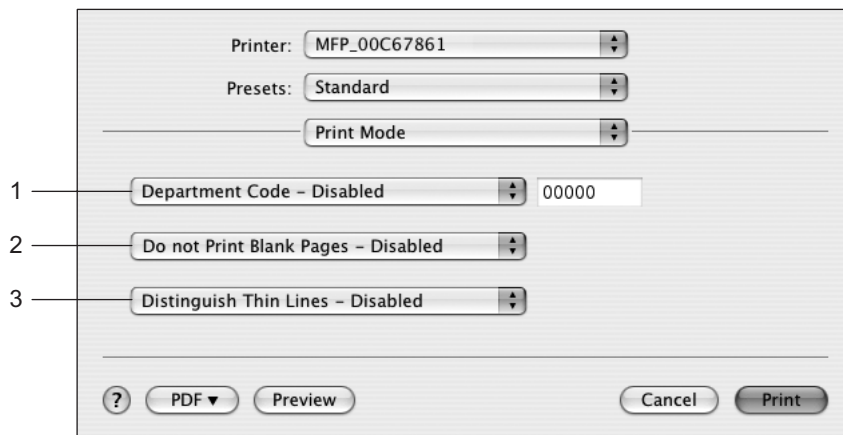 Printer: MFP_00C67861
Presets: Standard
Print Mode
1 Department Code – Disabled 00000
2 Do not Print Blank Pages – Disabled
3 Distinguish Thin Lines – Disabled
? PDF ▼ Preview Cancel Print